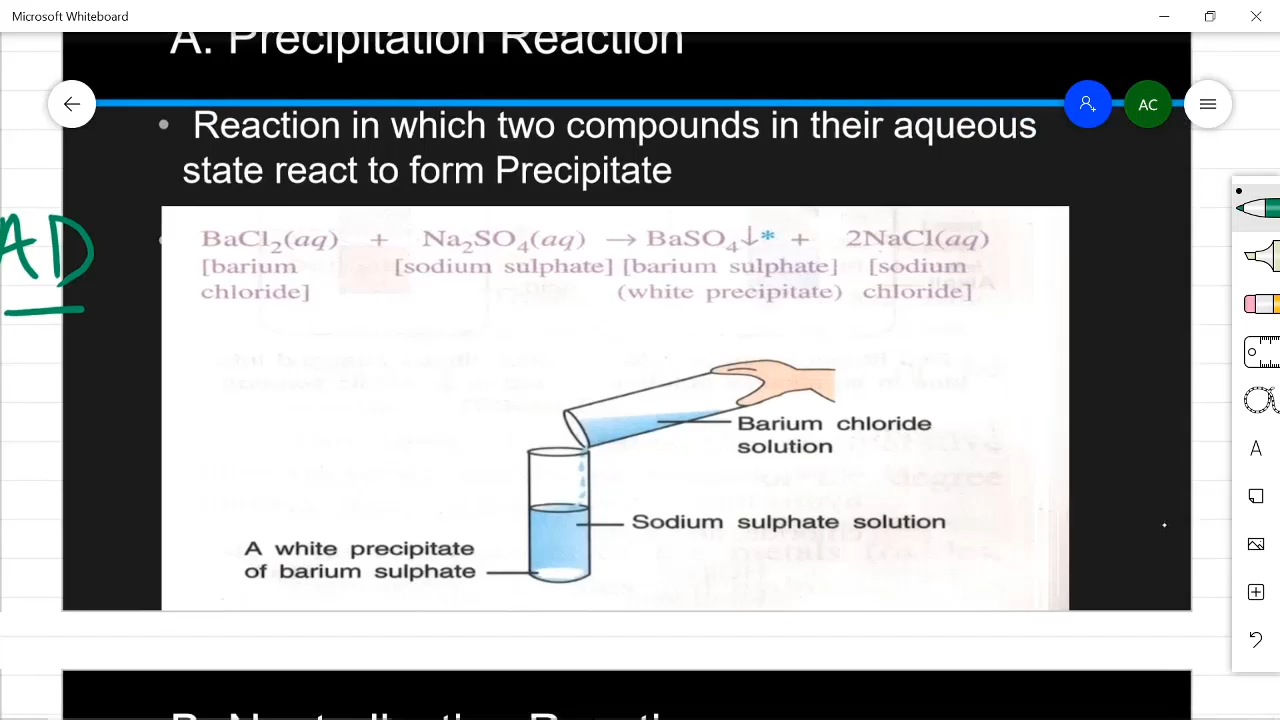 Microsoft Whiteboard
A. Precipitation Reaction
AC
• Reaction in which two compounds in their aqueous
state react to form Precipitate
AD
BaCl₂(aq) + Na₂SO₄(aq) → BaSO₄↓* + 2NaCl(aq)
[barium [sodium sulphate] [barium sulphate] [sodium
chloride] (white precipitate) chloride]
Barium chloride
solution
Sodium sulphate solution
A white precipitate
of barium sulphate
A